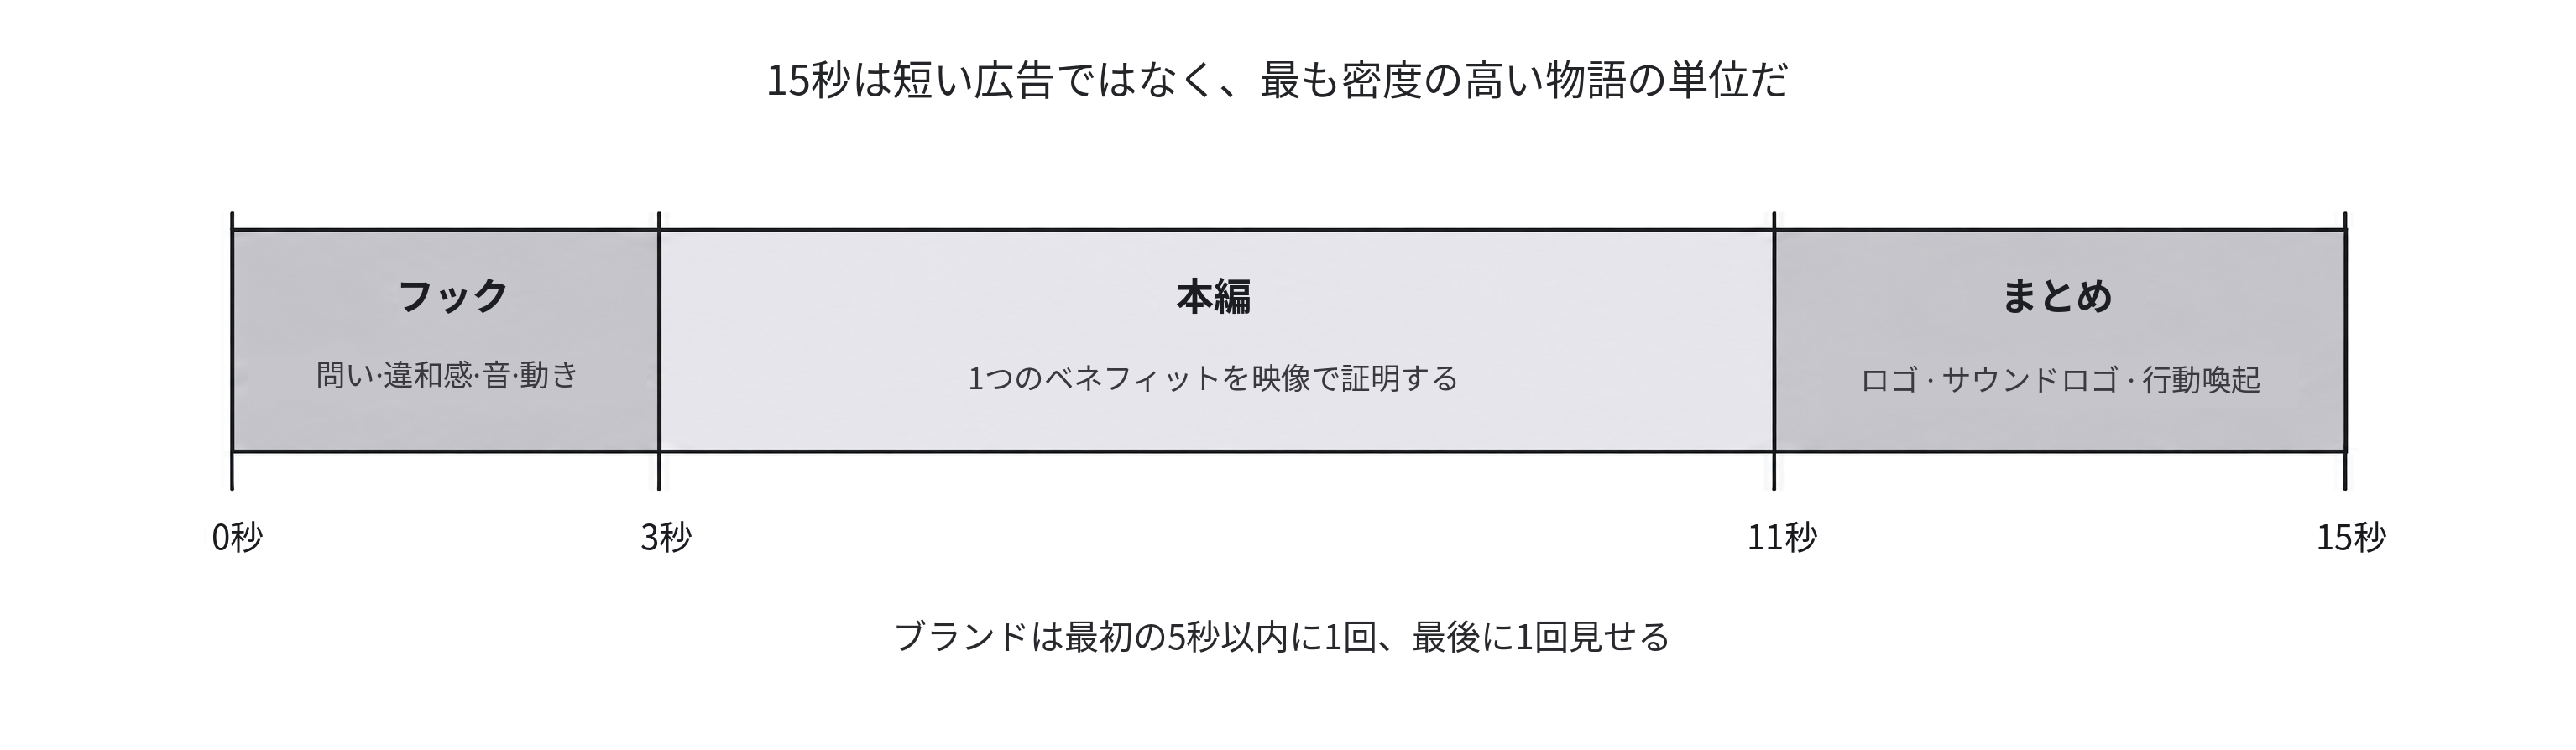 15秒は短い広告ではなく、最も密度の高い物語の単位だ
フック
問い·違和感·音·動き
本編
1つのベネフィットを映像で証明する
まとめ
ロゴ · サウンドロゴ · 行動喚起
0秒
3秒
11秒
15秒
ブランドは最初の5秒以内に1回、最後に1回見せる